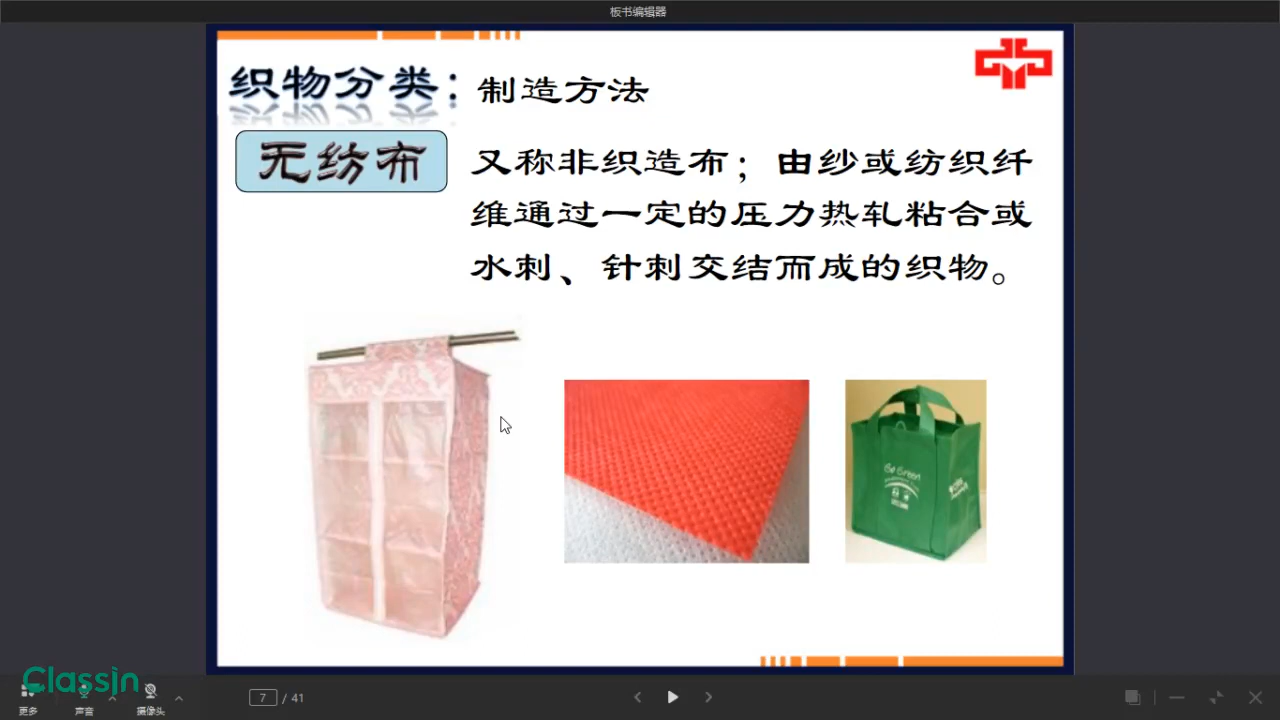 板书编辑器
织物分类：制造方法
无纺布
又称非织造布；由纱或纺织纤
维通过一定的压力热轧粘合或
水刺、针刺交结而成的织物。
Go Green
ClassIn
更多
声音
摄像头
7 / 41